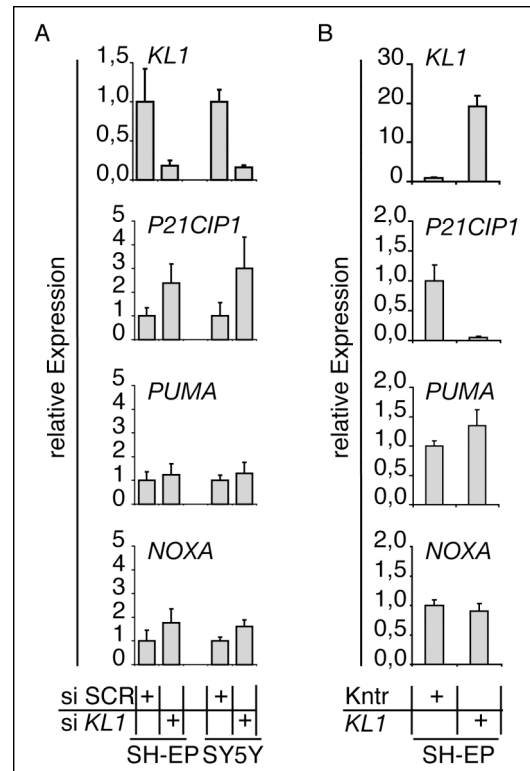 A
B
relative Expression
KL1
1,5
1,0
0,5
0,0
P21CIP1
5
4
3
2
1
0
PUMA
5
4
3
2
1
0
NOXA
5
4
3
2
1
0
si SCR + +
si KL1 + +
SH-EP SY5Y
relative Expression
KL1
30
20
10
0
P21CIP1
2,0
1,5
1,0
0,5
0,0
PUMA
2,0
1,5
1,0
0,5
0,0
NOXA
2,0
1,5
1,0
0,5
0,0
Kntr +
KL1 +
SH-EP